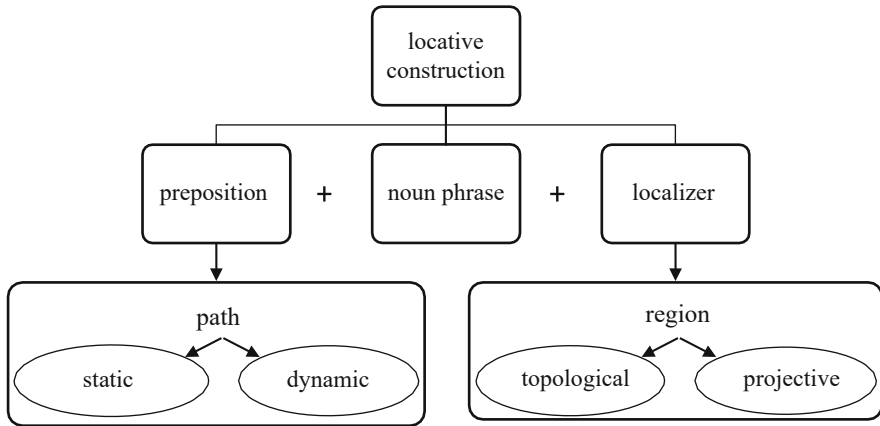 locative
construction
preposition + noun phrase + localizer
path
region
static
dynamic
topological
projective